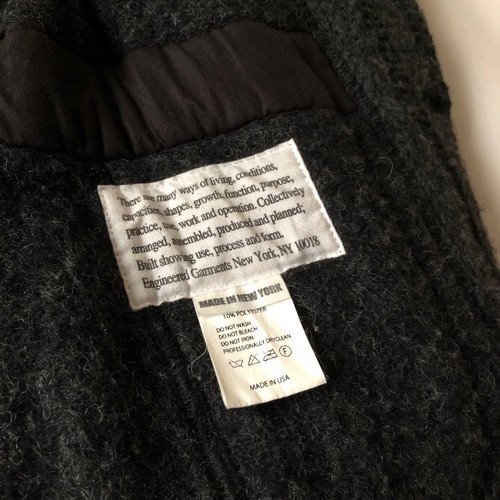 There are many ways of living, conditions,
capacities, shapes, growth, function, purpose,
practice, use, work and operation. Collectively
arranged, assembled, produced and planned;
Built showing use, process and form.
Engineered Garments New York, NY 10018
MADE IN NEW YORK
10% POLYESTER
DO NOT WASH
DO NOT BLEACH
DO NOT IRON
PROFESSIONALLY DRYCLEAN
F
MADE IN USA